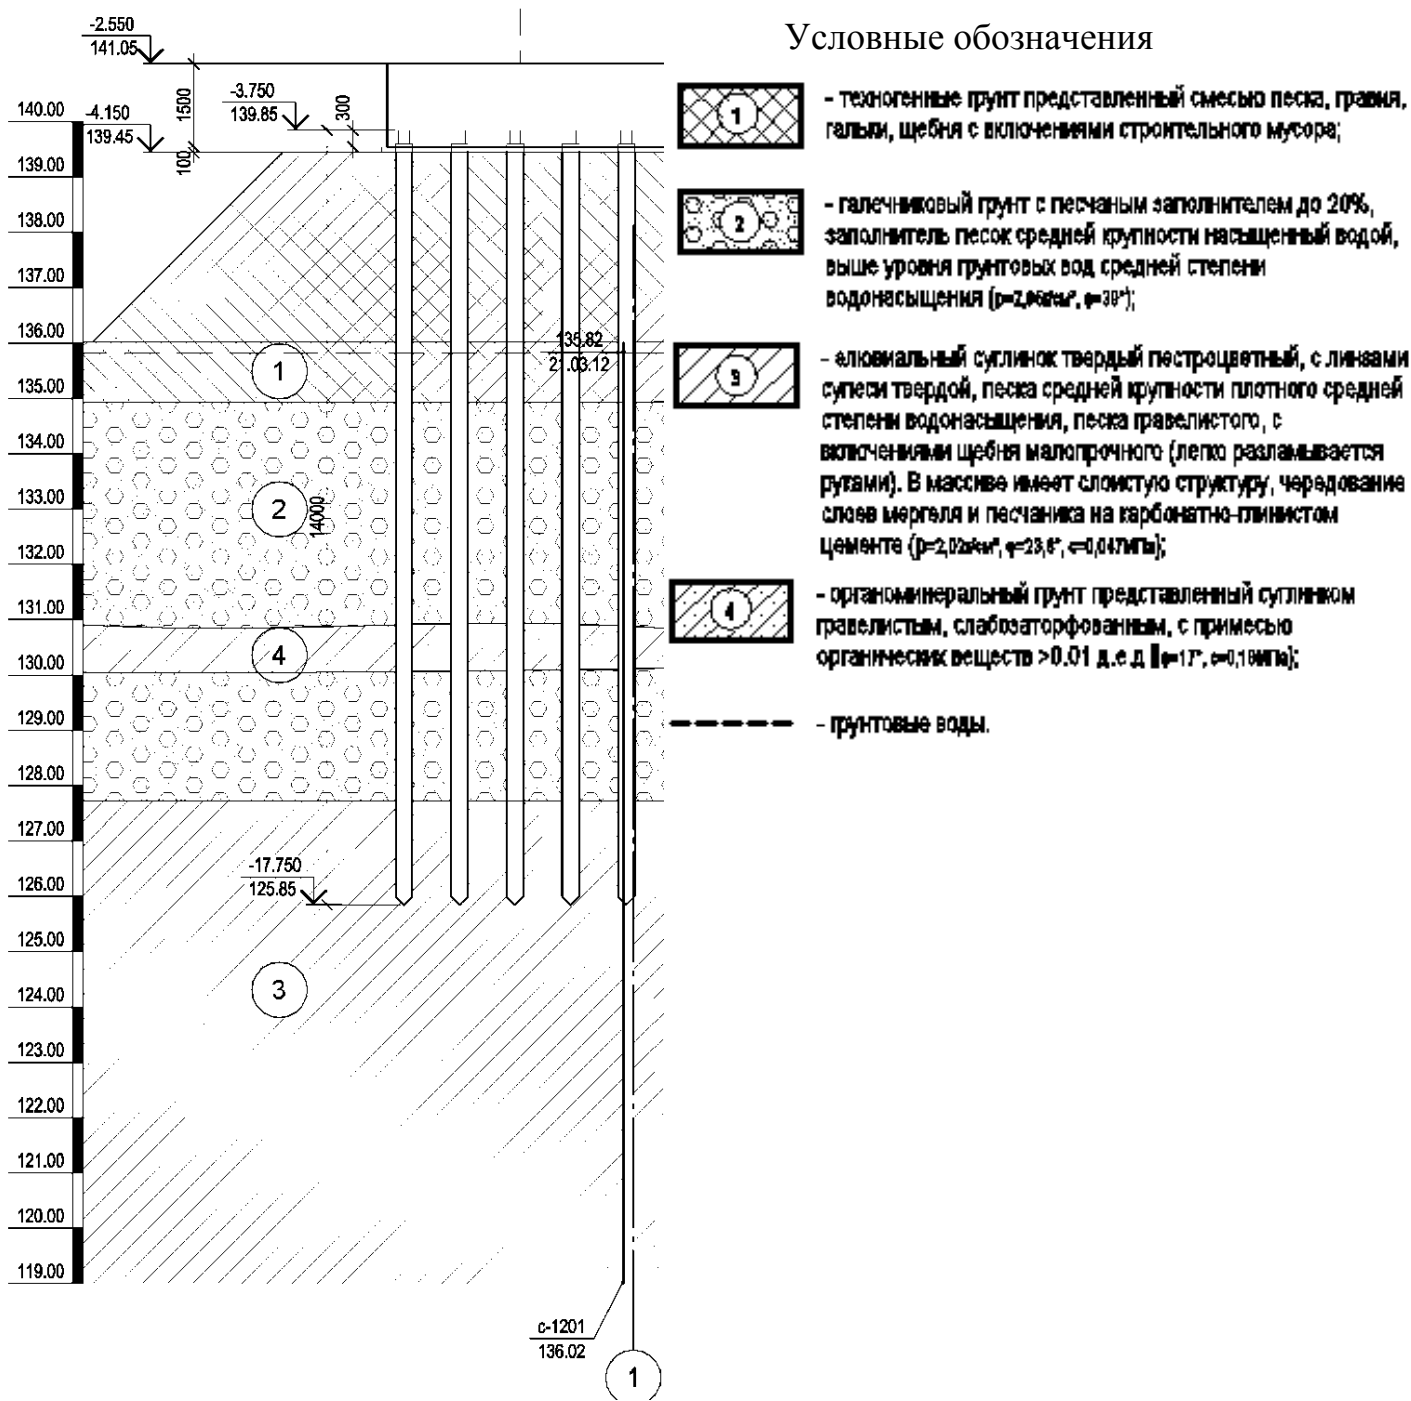 -2.550
141.05
1500
-3.750
139.85
300
-4.150
139.45
100
140.00
139.00
138.00
137.00
136.00
135.00
134.00
133.00
132.00
131.00
130.00
129.00
128.00
127.00
126.00
125.00
124.00
123.00
122.00
121.00
120.00
119.00
135.82
21.03.12
1
2
14000
4
-17.750
125.85
3
с-1201
136.02
1
Условные обозначения
1
- техногенные грунт представленный смесью песка, гравия,
гальки, щебня с включениями строительного мусора;
2
- галечниковый грунт с песчаным заполнителем до 20%,
заполнитель песок средней крупности насыщенный водой,
выше уровня грунтовых вод средней степени
водонасыщения
3
- элювиальный суглинок твердый пестроцветный, с линзами
супеси твердой, песка средней крупности плотного средней
степени водонасыщения, песка гравелистого, с
включениями щебня малопрочного (легко разламывается
руками). В массиве имеет слоистую структуру, чередование
слоев мергеля и песчаника на карбонатно-глинистом
цементе
4
- органоминеральный грунт представленный суглинком
гравелистым, слабозаторфованным, с примесью
органических веществ >0.01 д.е.д
- грунтовые воды.